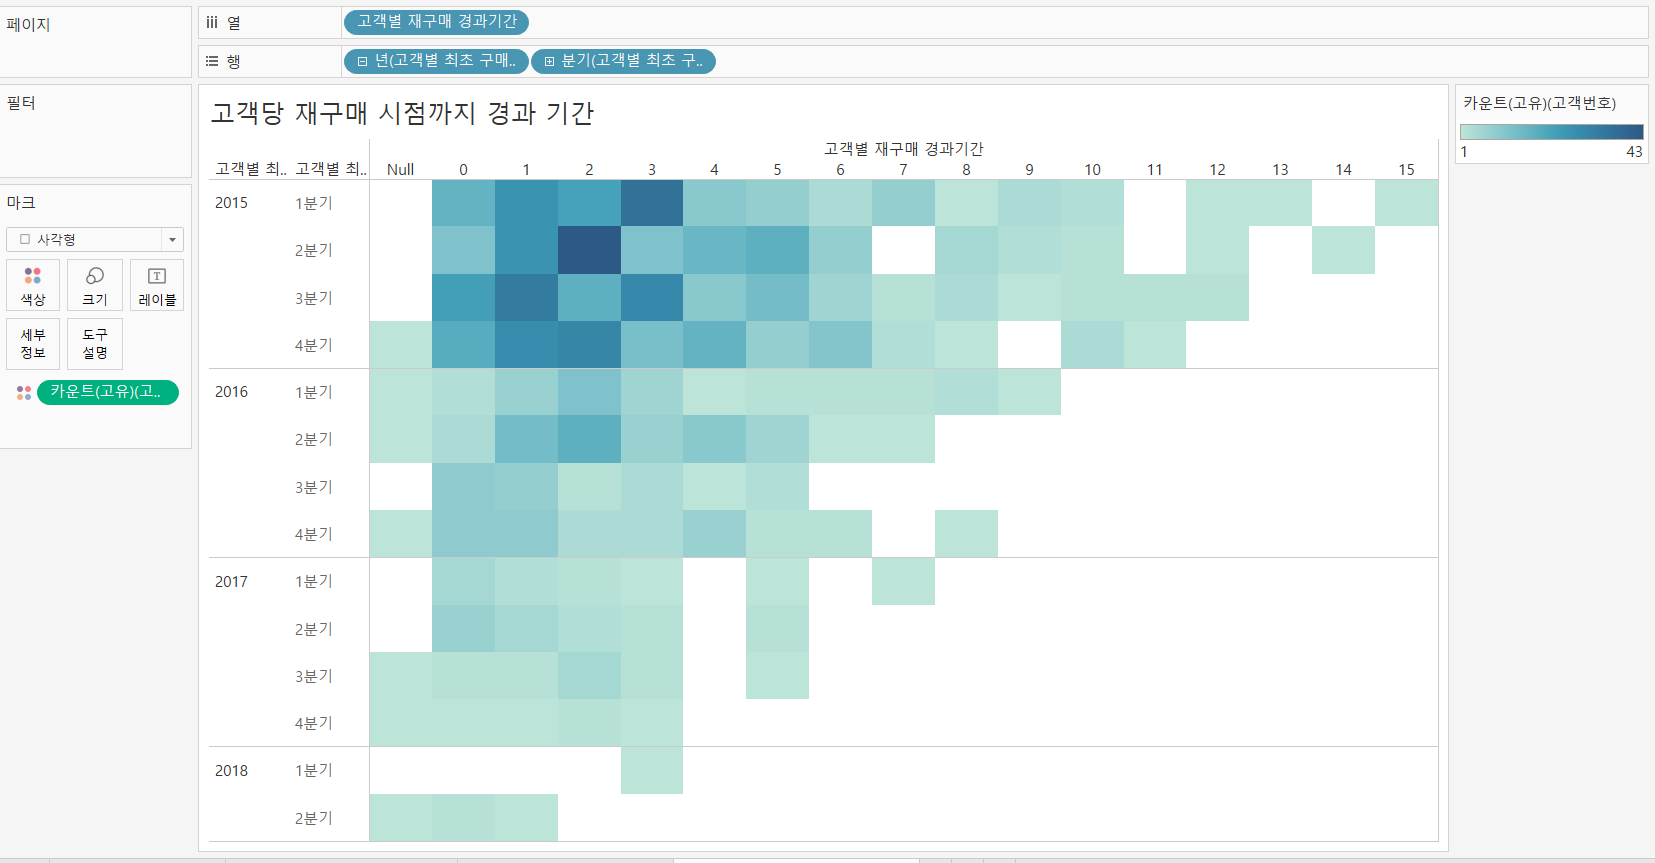 페이지
열
고객별 재구매 경과기간
행
년(고객별 최초 구매..
분기(고객별 최초 구..
필터
마크
사각형
색상
크기
T
레이블
세부
정보
도구
설명
카운트(고유)(고..
고객당 재구매 시점까지 경과 기간
고객별 재구매 경과기간
고객별 최.. 고객별 최.. Null 0 1 2 3 4 5 6 7 8 9 10 11 12 13 14 15
2015 1분기
2분기
3분기
4분기
2016 1분기
2분기
3분기
4분기
2017 1분기
2분기
3분기
4분기
2018 1분기
2분기
카운트(고유)(고객번호)
1 43